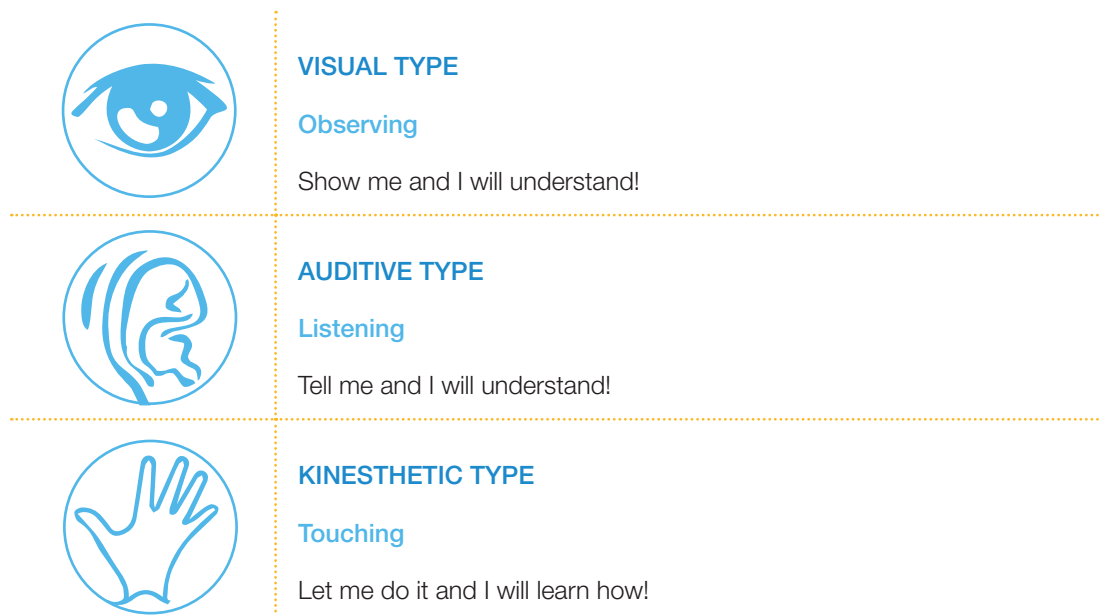 VISUAL TYPE
Observing
Show me and I will understand!
AUDITIVE TYPE
Listening
Tell me and I will understand!
KINESTHETIC TYPE
Touching
Let me do it and I will learn how!